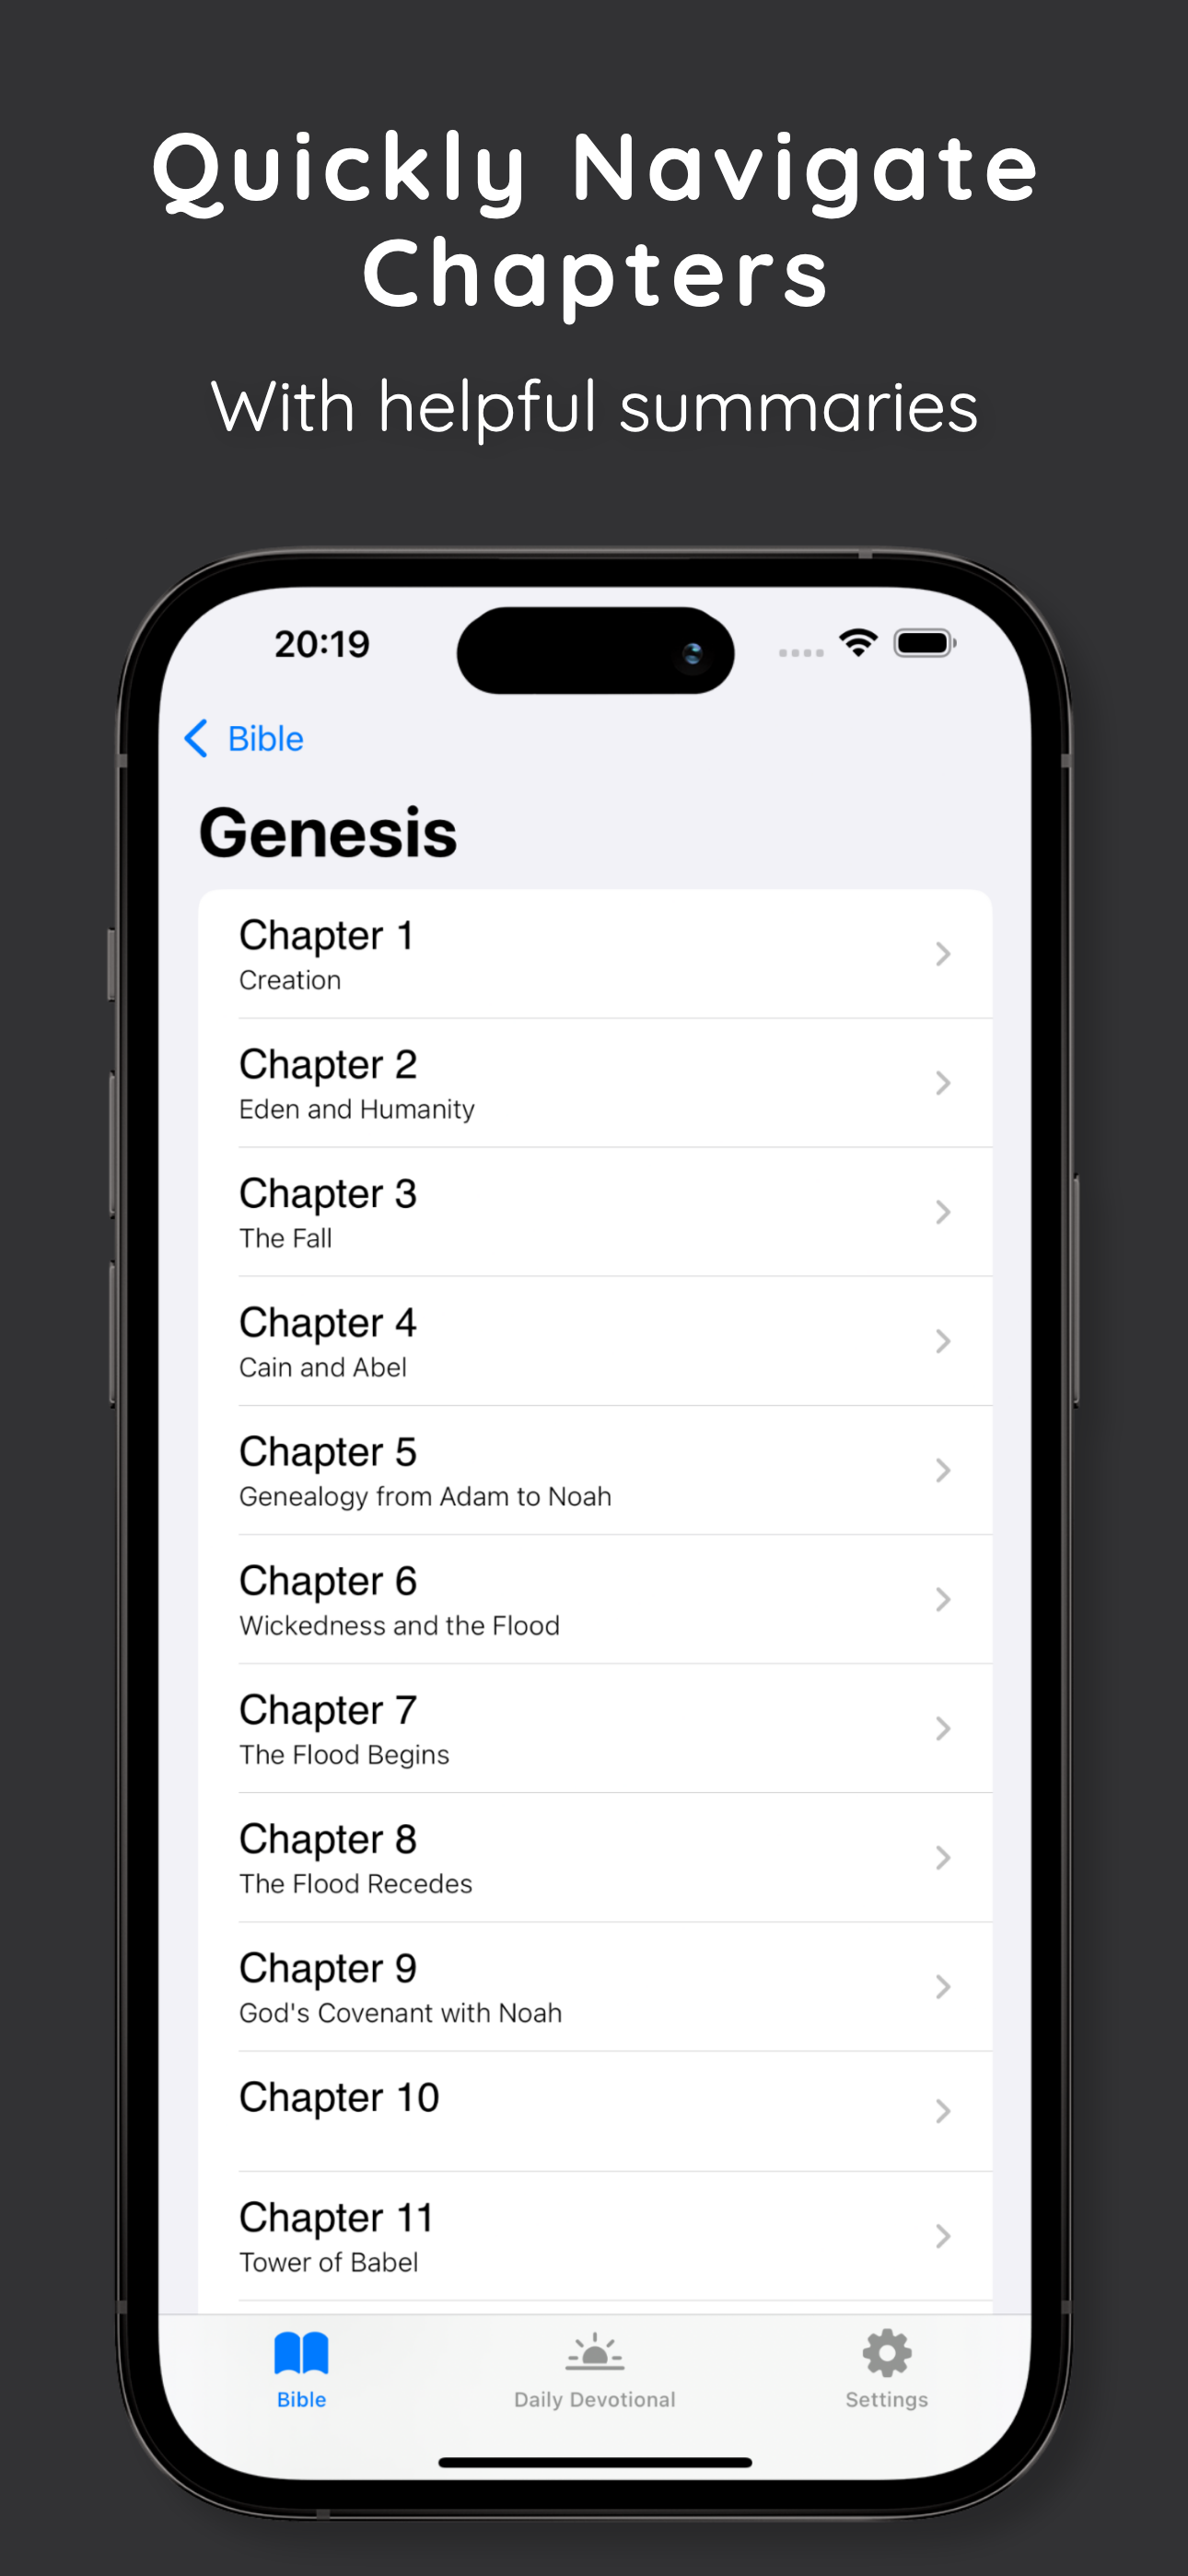 Quickly Navigate
Chapters
With helpful summaries
20:19
Bible
Genesis
Chapter 1
Creation
Chapter 2
Eden and Humanity
Chapter 3
The Fall
Chapter 4
Cain and Abel
Chapter 5
Genealogy from Adam to Noah
Chapter 6
Wickedness and the Flood
Chapter 7
The Flood Begins
Chapter 8
The Flood Recedes
Chapter 9
God's Covenant with Noah
Chapter 10
Chapter 11
Tower of Babel
Bible
Daily Devotional
Settings